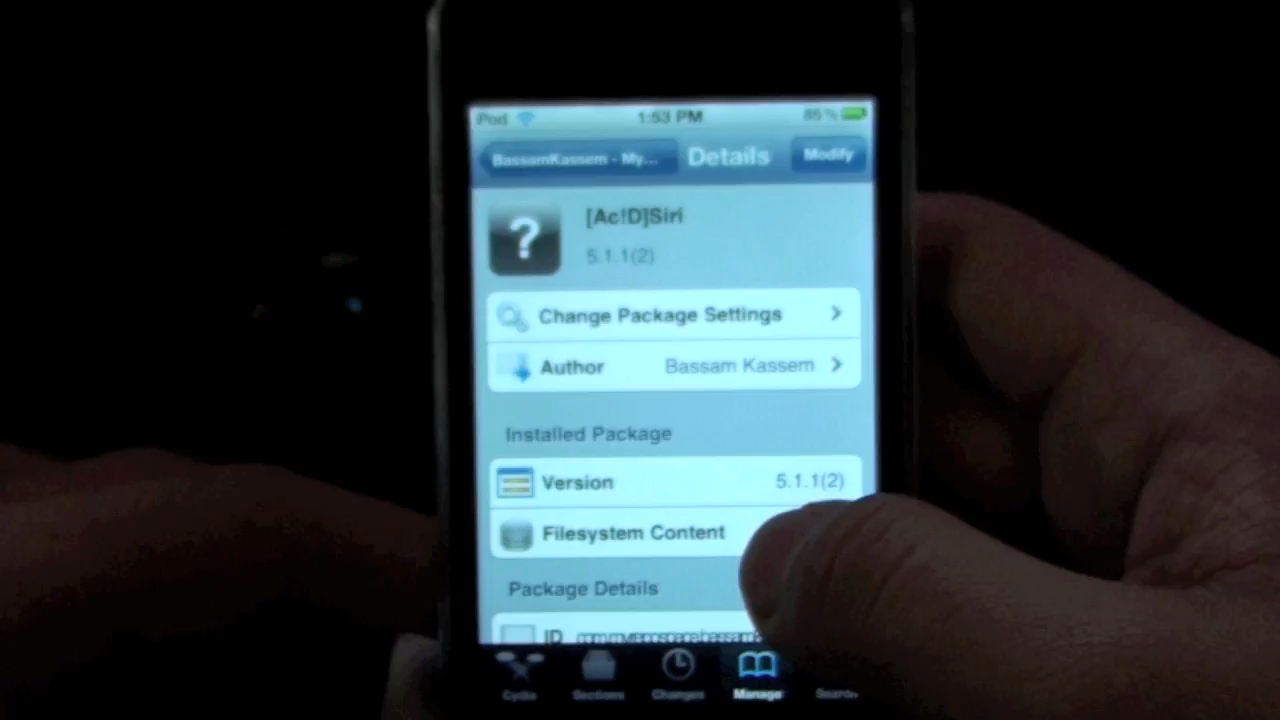 iPod 1:53 PM 85%
BassamKassem - My... Details Modify
?
[Ac!D]Siri
5.1.1(2)
Change Package Settings
Author Bassam Kassem
Installed Package
Version 5.1.1(2)
Filesystem Content
Package Details
ID
Cydia Sections Changes Manage Search